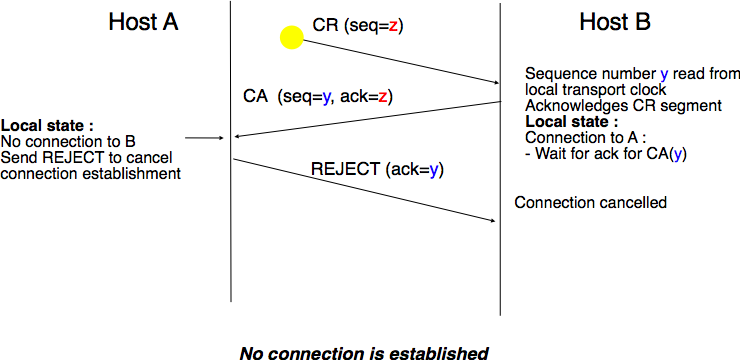 Host A
Host B
CR (seq=z)
CA  (seq=y, ack=z)
Sequence number y read from
local transport clock
Acknowledges CR segment
Local state :
Connection to A :
- Wait for ack for CA(y)
Local state :
No connection to B
Send REJECT to cancel
connection establishment
REJECT (ack=y)
Connection cancelled
No connection is established